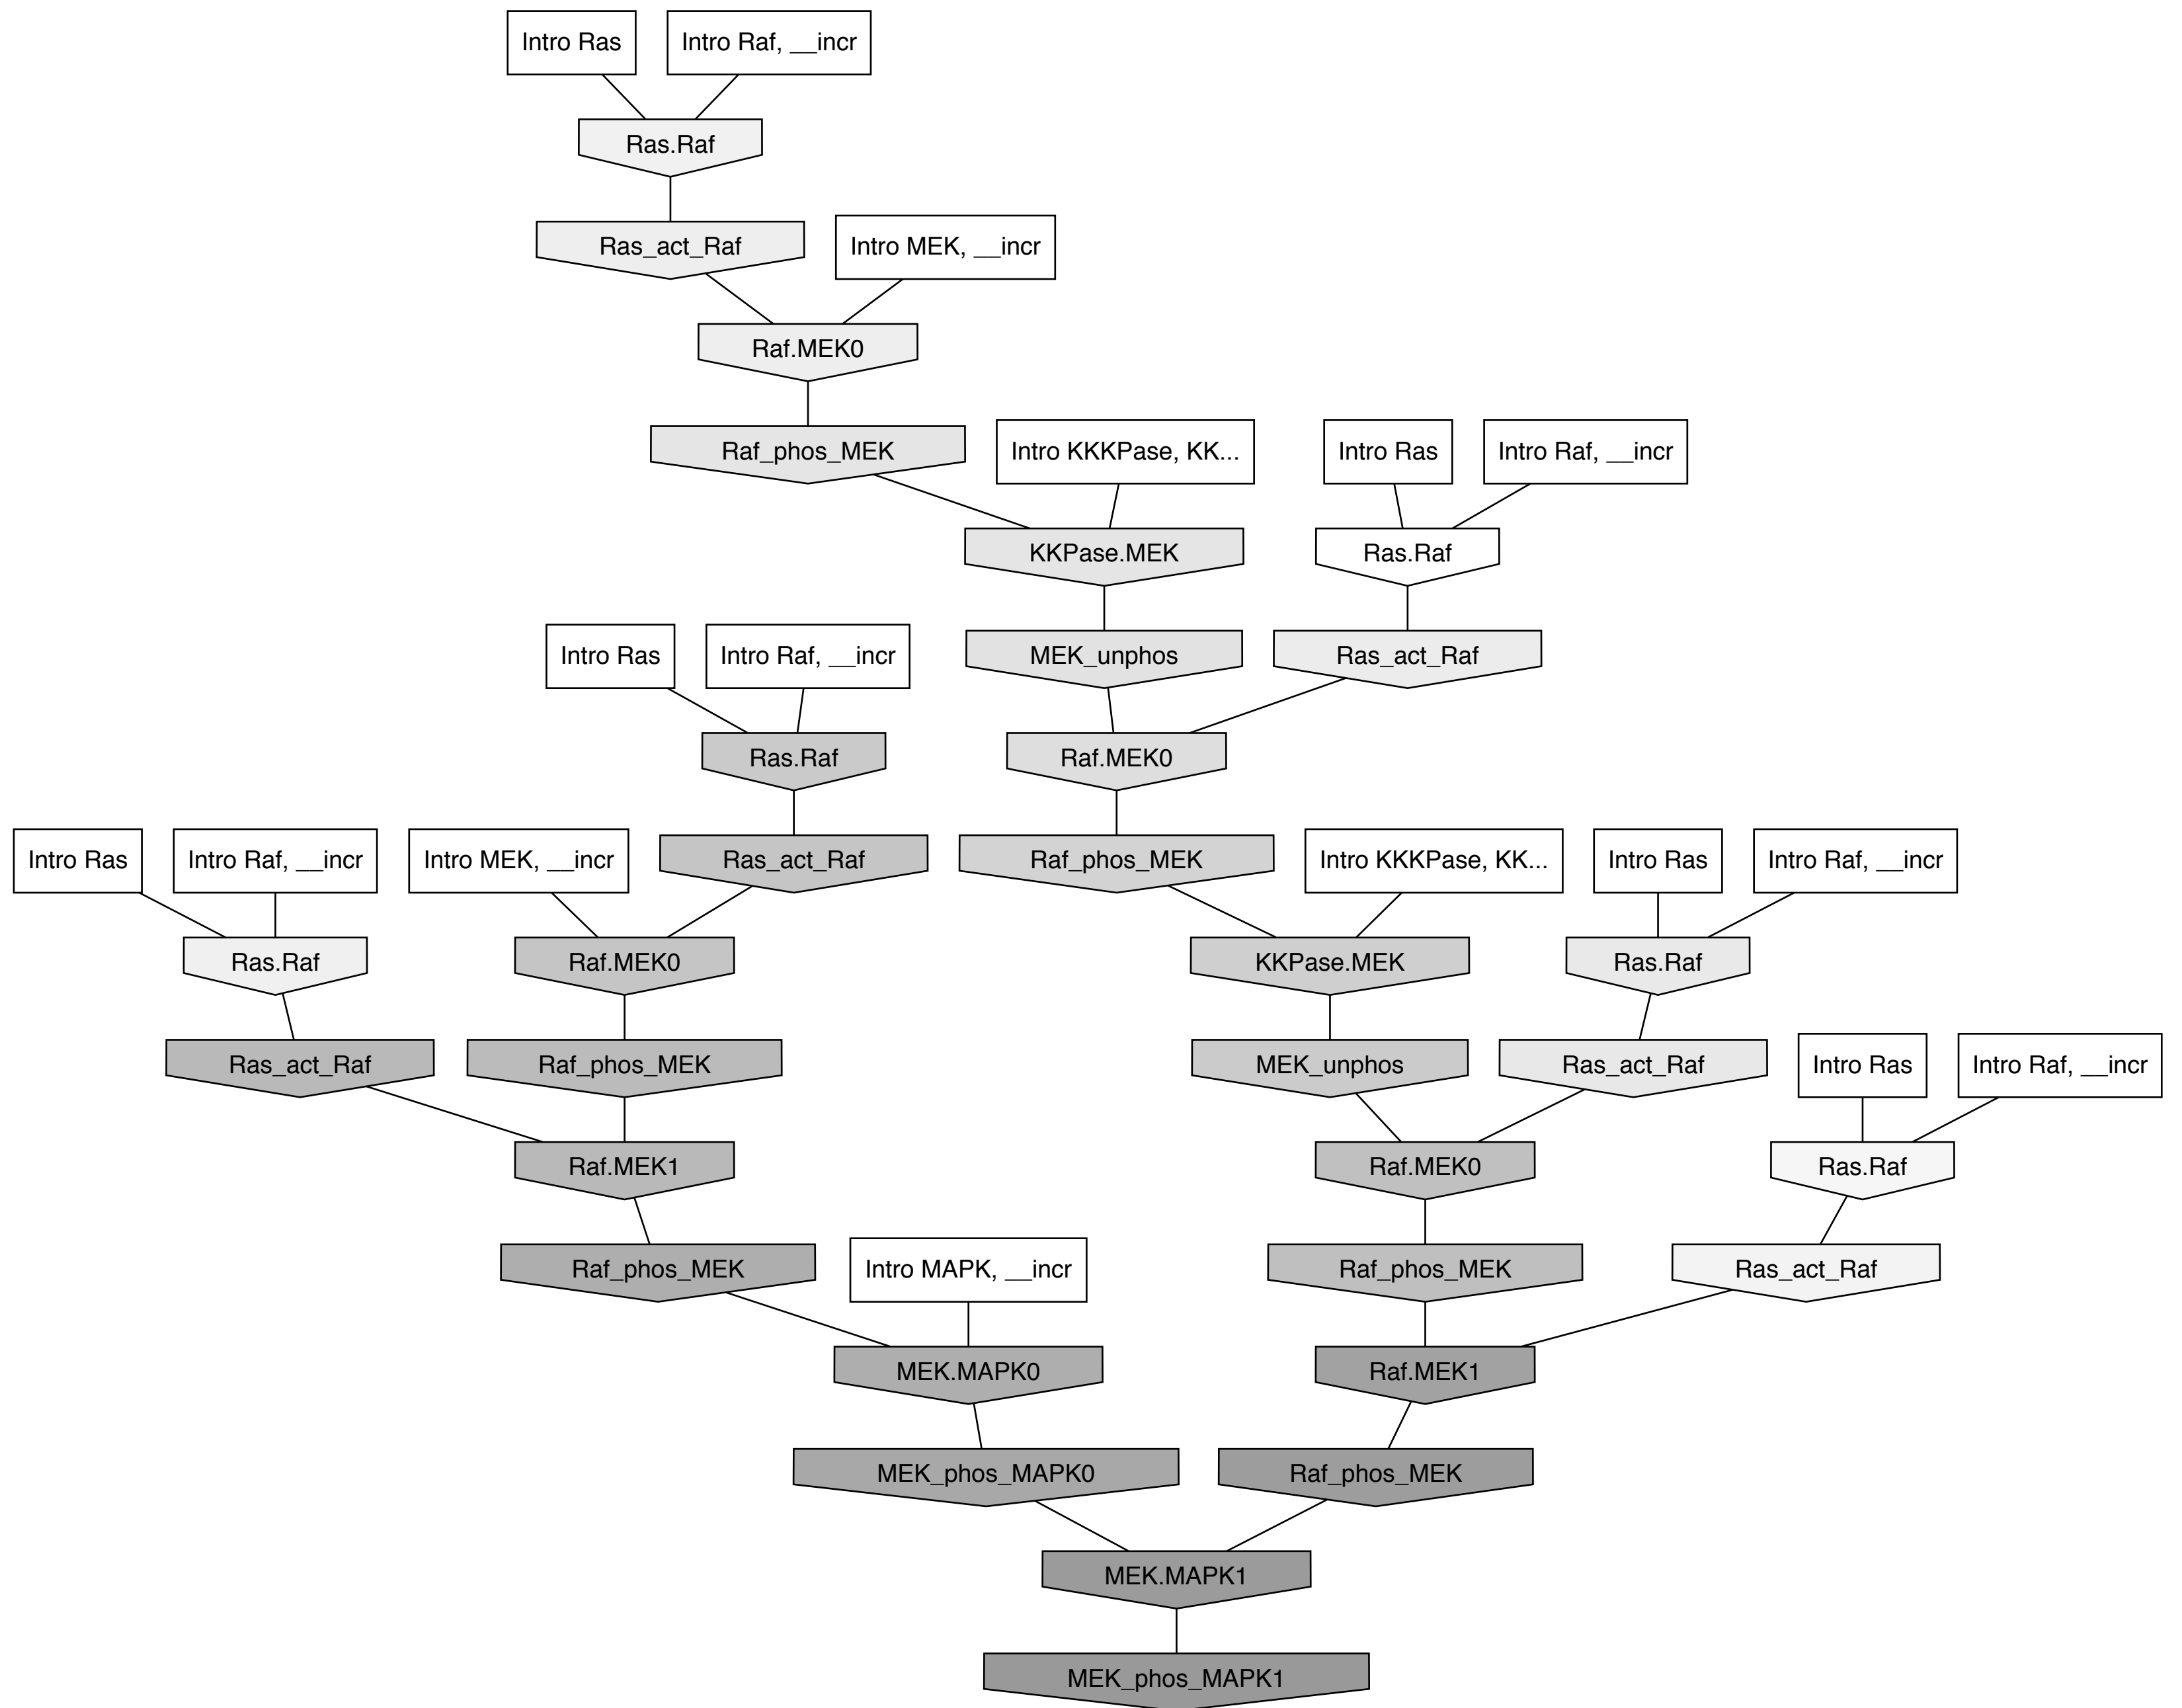 Intro Ras
Intro Raf, __incr
Ras.Raf
Ras_act_Raf
Intro MEK, __incr
Raf.MEK0
Raf_phos_MEK
Intro KKKPase, KK...
Intro Ras
Intro Raf, __incr
KKPase.MEK
Ras.Raf
Intro Ras
Intro Raf, __incr
MEK_unphos
Ras_act_Raf
Ras.Raf
Raf.MEK0
Intro Ras
Intro Raf, __incr
Intro MEK, __incr
Ras_act_Raf
Raf_phos_MEK
Intro KKKPase, KK...
Intro Ras
Intro Raf, __incr
Ras.Raf
Raf.MEK0
KKPase.MEK
Ras.Raf
Ras_act_Raf
Raf_phos_MEK
MEK_unphos
Ras_act_Raf
Intro Ras
Intro Raf, __incr
Raf.MEK1
Raf.MEK0
Ras.Raf
Raf_phos_MEK
Intro MAPK, __incr
Raf_phos_MEK
Ras_act_Raf
MEK.MAPK0
Raf.MEK1
MEK_phos_MAPK0
Raf_phos_MEK
MEK.MAPK1
MEK_phos_MAPK1